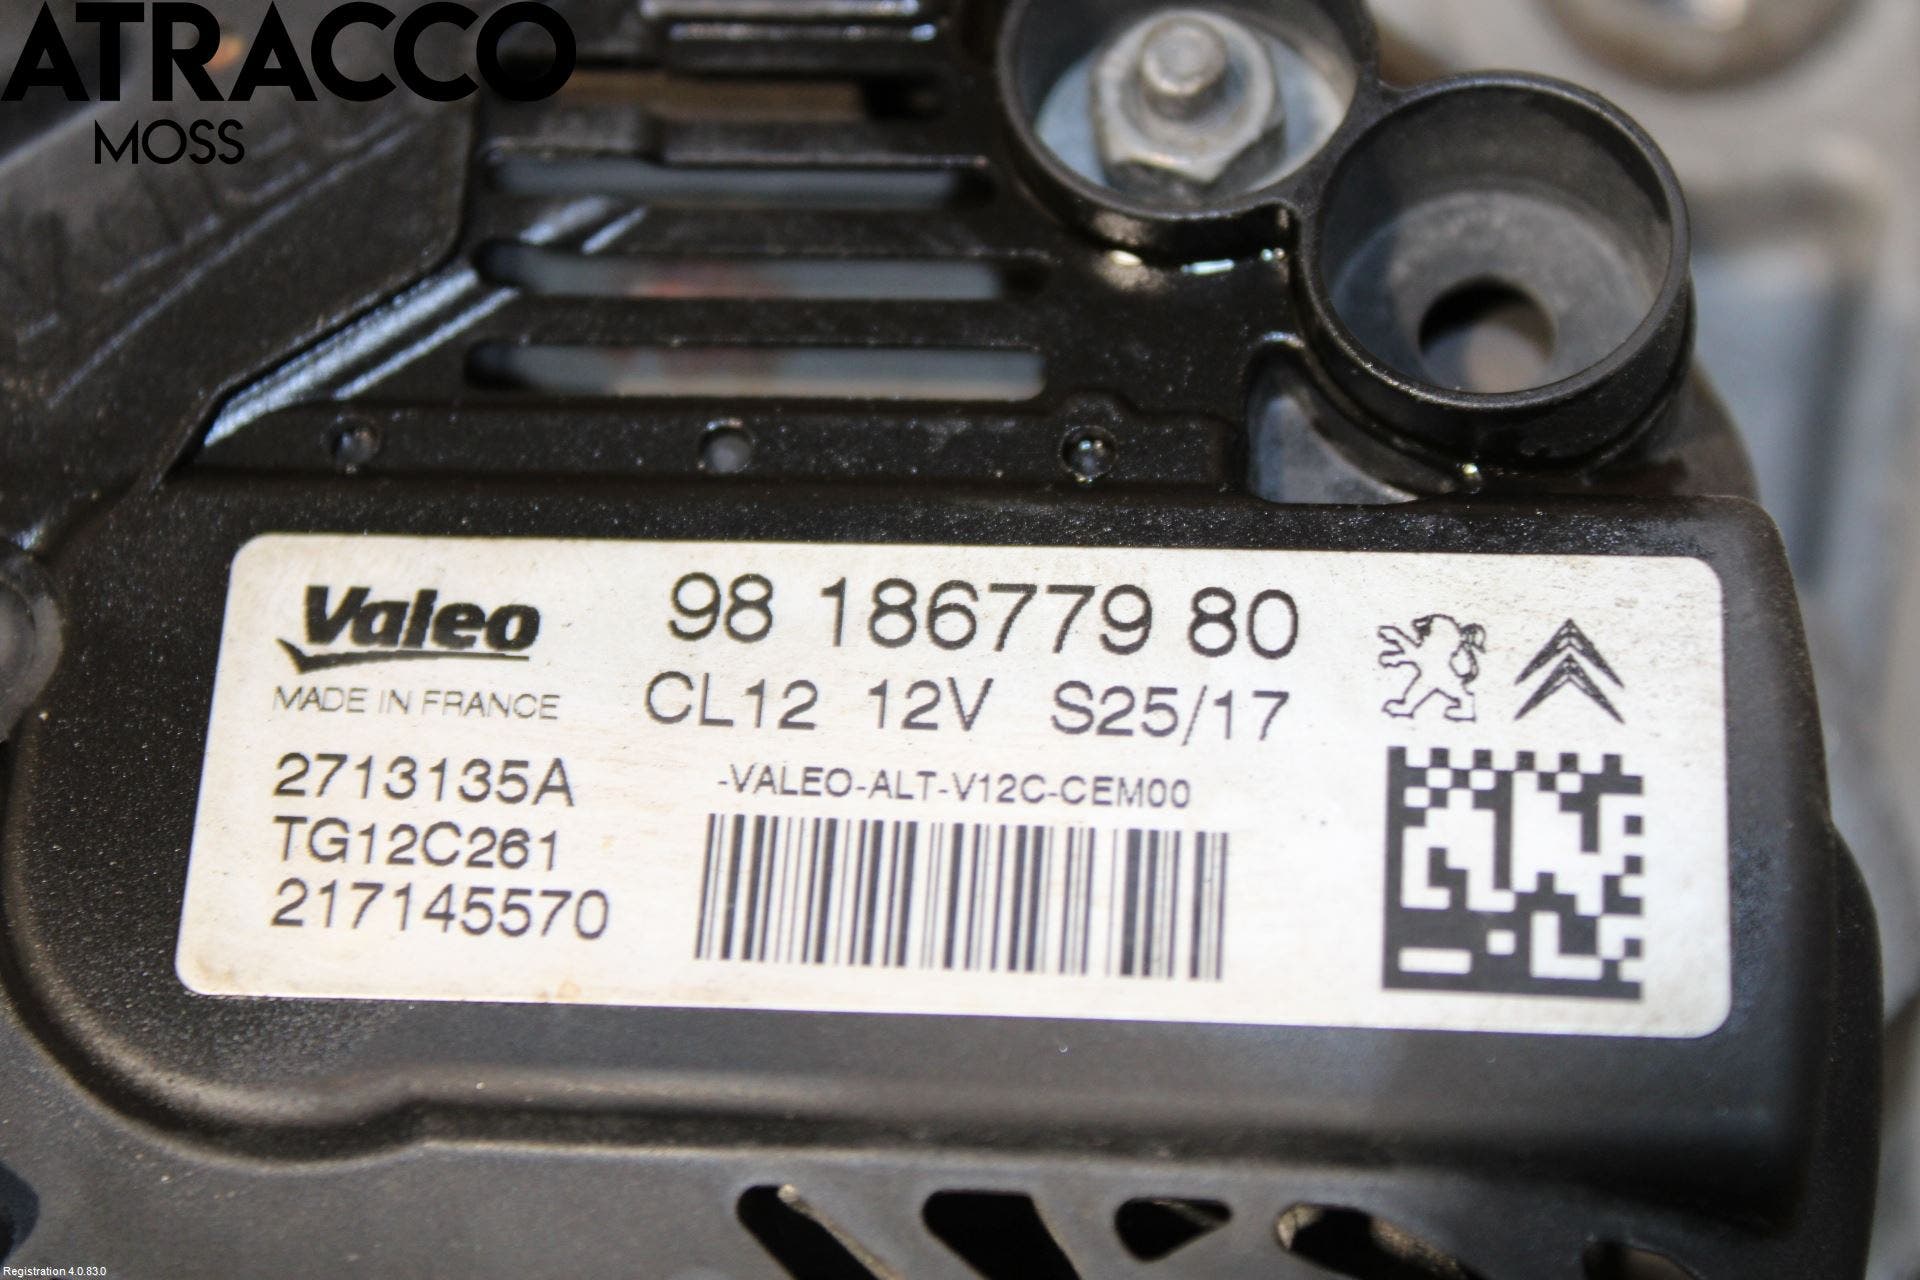 ATRACCO
MOSS
Valeo
MADE IN FRANCE
98 186779 80
CL12 12V S25/17
2713135A
TG12C261
217145570
-VALEO-ALT-V12C-CEM00
Registration 4.0.83.0